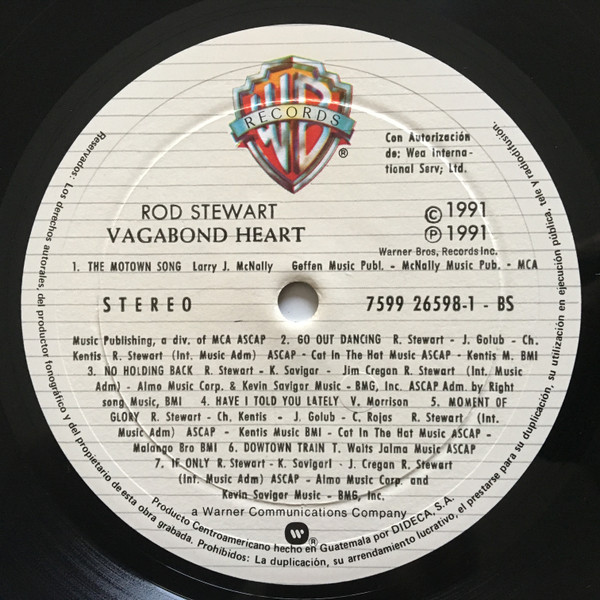 WB
RECORDS
®
Con Autorización
de: Wea interna-
tional Serv; Ltd.
ROD STEWART
VAGABOND HEART
© 1991
℗ 1991
Warner Bros, Records Inc.
1. THE MOTOWN SONG Larry J. McNally Geffen Music Publ. - McNally Music Pub. - MCA
STEREO
7599 26598-1 - BS
Music Publishing, a div. of MCA ASCAP 2. GO OUT DANCING R. Stewart - J. Golub - Ch.
Kentis R. Stewart (Int. Music Adm) ASCAP - Cat In The Hat Music ASCAP - Kentis M. BMI
3. NO HOLDING BACK R. Stewart - K. Savigar - Jim Cregan R. Stewart (Int. Music
Adm) - Almo Music Corp. & Kevin Savigar Music - BMG, Inc. ASCAP Adm. by Right
song Music, BMI 4. HAVE I TOLD YOU LATELY V. Morrison 5. MOMENT OF
GLORY R. Stewart - Ch. Kentis - J. Golub - C, Rojas R. Stewart (Int.
Music Adm) ASCAP - Kentis Music BMI - Cat In The Hat Music ASCAP -
Malango Bro BMI 6. DOWTOWN TRAIN T. Waits Jalma Music ASCAP
7. IF ONLY R. Stewart - K. Savigarl - J. Cregan R. Stewart
(Int. Music Adm) ASCAP - Almo Music Corp. and
Kevin Savigar Music - BMG, Inc.
a Warner Communications Company
®
Producto Centroamericano hecho en Guatemala por DIDECA, S.A.
Reservados: Los derechos autorales, del productor fonográfico y del propietario de esta obra grabada. Prohibidos: La duplicación, su arrendamiento lucrativo, el prestarse para su duplicación, su utilización en ejecución pública, tele y radiodifusión.